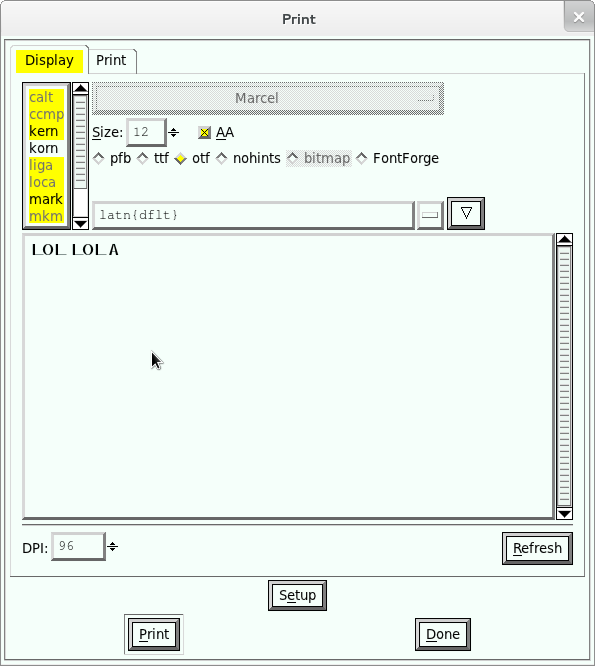 Print
Display Print
calt
ccmp
kern
korn
liga
loca
mark
mkm
Marcel
Size: 12 AA
pfb ttf otf nohints bitmap FontForge
latn{dflt}
LOL LOL A
DPI: 96 Refresh
Setup
Print Done